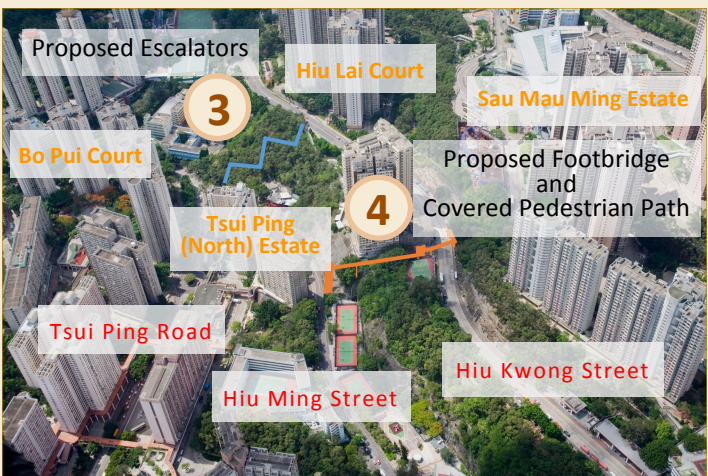 Proposed Escalators
3
Hiu Lai Court
Sau Mau Ming Estate
Bo Pui Court
4
Proposed Footbridge
and
Covered Pedestrian Path
Tsui Ping
(North) Estate
Tsui Ping Road
Hiu Ming Street
Hiu Kwong Street